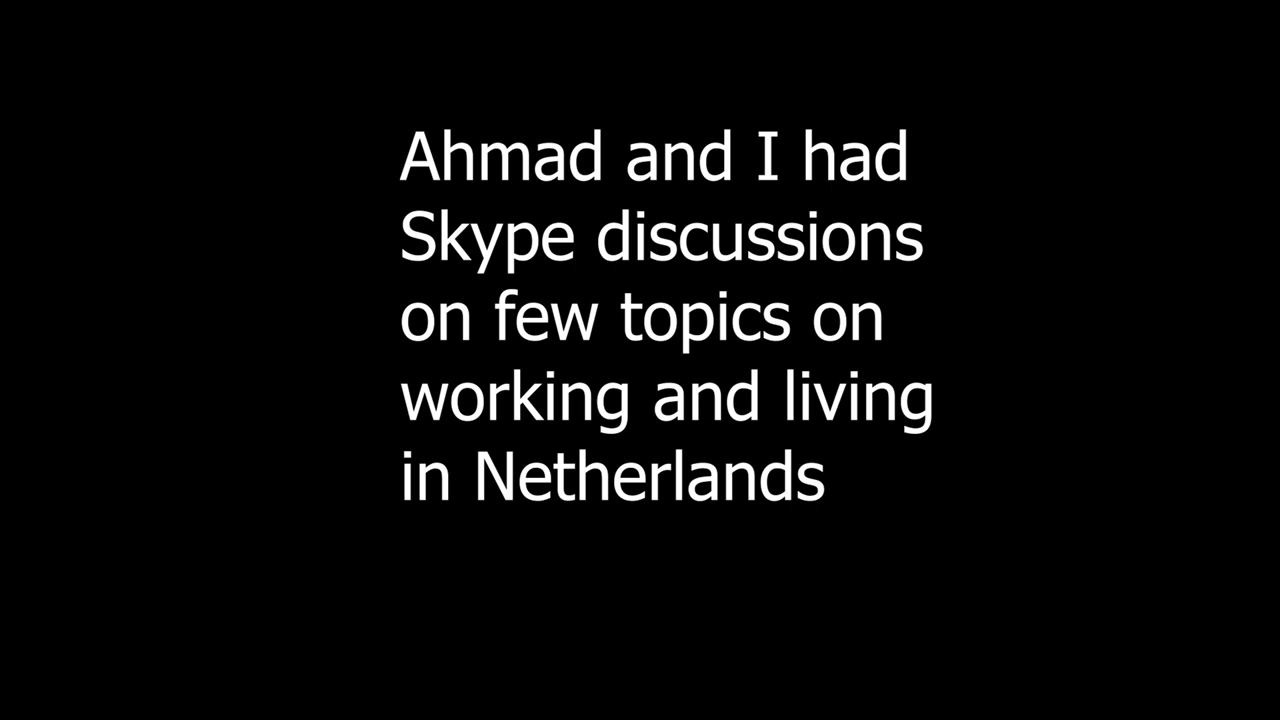 Ahmad and I had
Skype discussions
on few topics on
working and living
in Netherlands